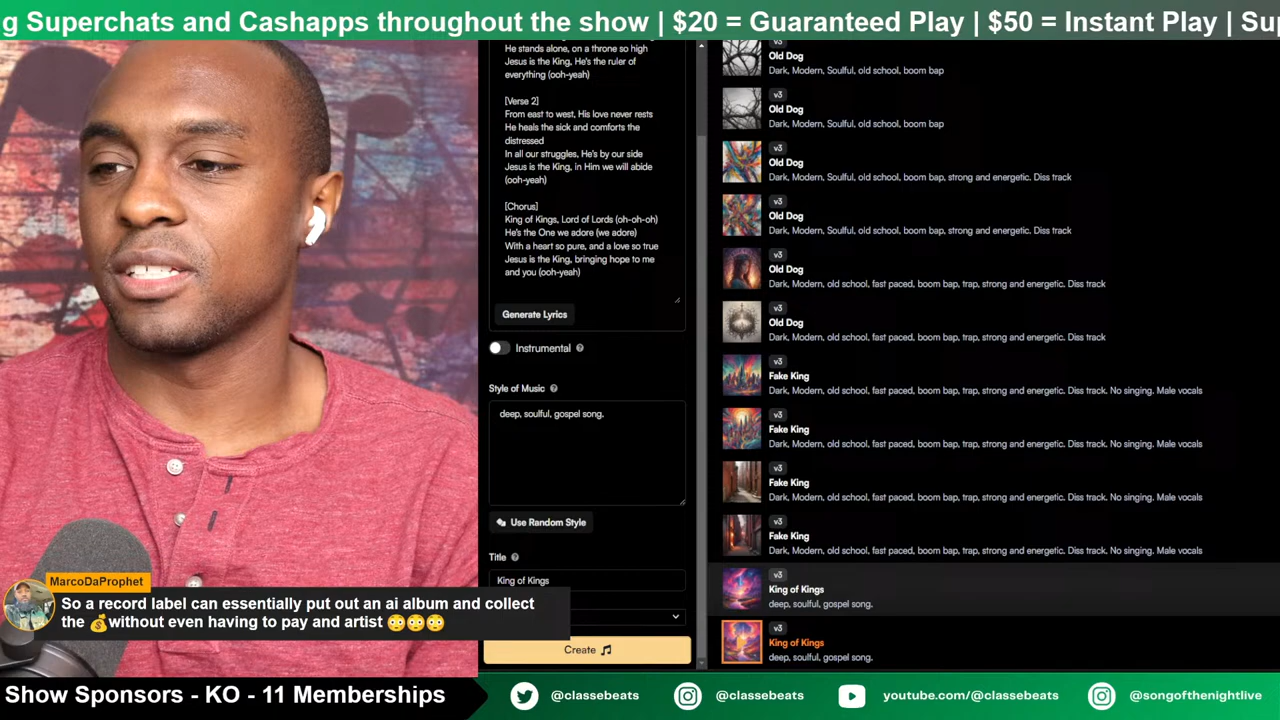 g Superchats and Cashapps throughout the show | $20 = Guaranteed Play | $50 = Instant Play | Su
He stands alone, on a throne so high
Jesus is the King, He's the ruler of
everything (ooh-yeah)
[Verse 2]
From east to west, His love never rests
He heals the sick and comforts the
distressed
In all our struggles, He's by our side
Jesus is the King, in Him we will abide
(ooh-yeah)
[Chorus]
King of Kings, Lord of Lords (oh-oh-oh)
He's the One we adore (we adore)
With a heart so pure, and a love so true
Jesus is the King, bringing hope to me
and you (ooh-yeah)
Generate Lyrics
Instrumental
Style of Music
deep, soulful, gospel song.
Use Random Style
Title
King of Kings
Create
v3
Old Dog
Dark, Modern, Soulful, old school, boom bap
v3
Old Dog
Dark, Modern, Soulful, old school, boom bap
v3
Old Dog
Dark, Modern, Soulful, old school, boom bap, strong and energetic. Diss track
v3
Old Dog
Dark, Modern, Soulful, old school, boom bap, strong and energetic. Diss track
v3
Old Dog
Dark, Modern, old school, fast paced, boom bap, trap, strong and energetic. Diss track
v3
Old Dog
Dark, Modern, old school, fast paced, boom bap, trap, strong and energetic. Diss track
v3
Fake King
Dark, Modern, old school, fast paced, boom bap, trap, strong and energetic. Diss track. No singing. Male vocals
v3
Fake King
Dark, Modern, old school, fast paced, boom bap, trap, strong and energetic. Diss track. No singing. Male vocals
v3
Fake King
Dark, Modern, old school, fast paced, boom bap, trap, strong and energetic. Diss track. No singing. Male vocals
v3
Fake King
Dark, Modern, old school, fast paced, boom bap, trap, strong and energetic. Diss track. No singing. Male vocals
v3
King of Kings
deep, soulful, gospel song.
v3
King of Kings
deep, soulful, gospel song.
MarcoDaProphet
So a record label can essentially put out an ai album and collect
the 💰without even having to pay and artist 😳😳😳
Show Sponsors - KO - 11 Memberships
@classebeats
@classebeats
youtube.com/@classebeats
@songofthenightlive